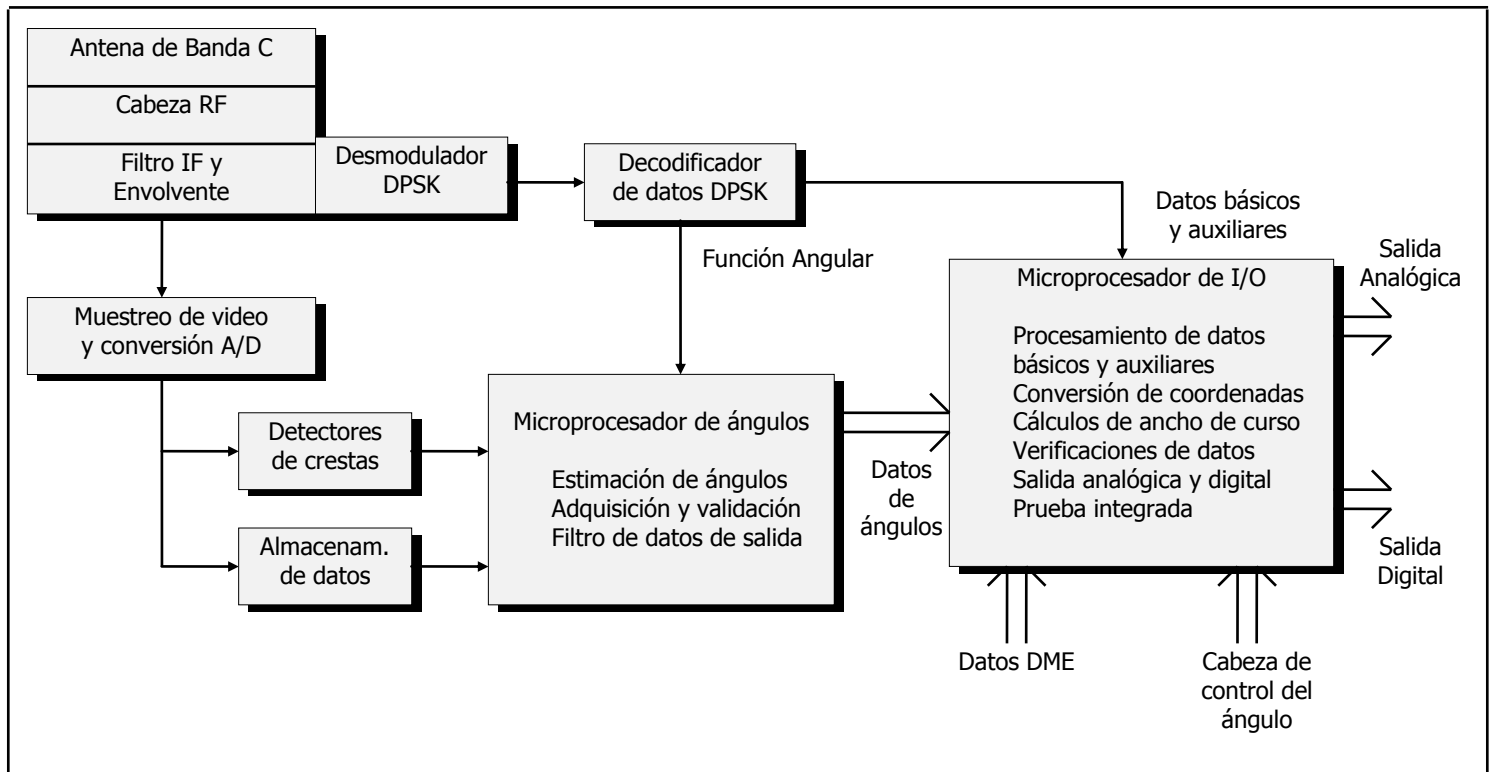 Antena de Banda C
Cabeza RF
Filtro IF y
Envolvente
Desmodulador
DPSK
Decodificador
de datos DPSK
Datos básicos
y auxiliares
Función Angular
Salida
Analógica
Muestreo de video
y conversión A/D
Microprocesador de I/O
Procesamiento de datos
básicos y auxiliares
Conversión de coordenadas
Cálculos de ancho de curso
Verificaciones de datos
Salida analógica y digital
Prueba integrada
Detectores
de crestas
Microprocesador de ángulos
Estimación de ángulos
Adquisición y validación
Filtro de datos de salida
Datos
de
ángulos
Almacenam.
de datos
Salida
Digital
Datos DME
Cabeza de
control del
ángulo